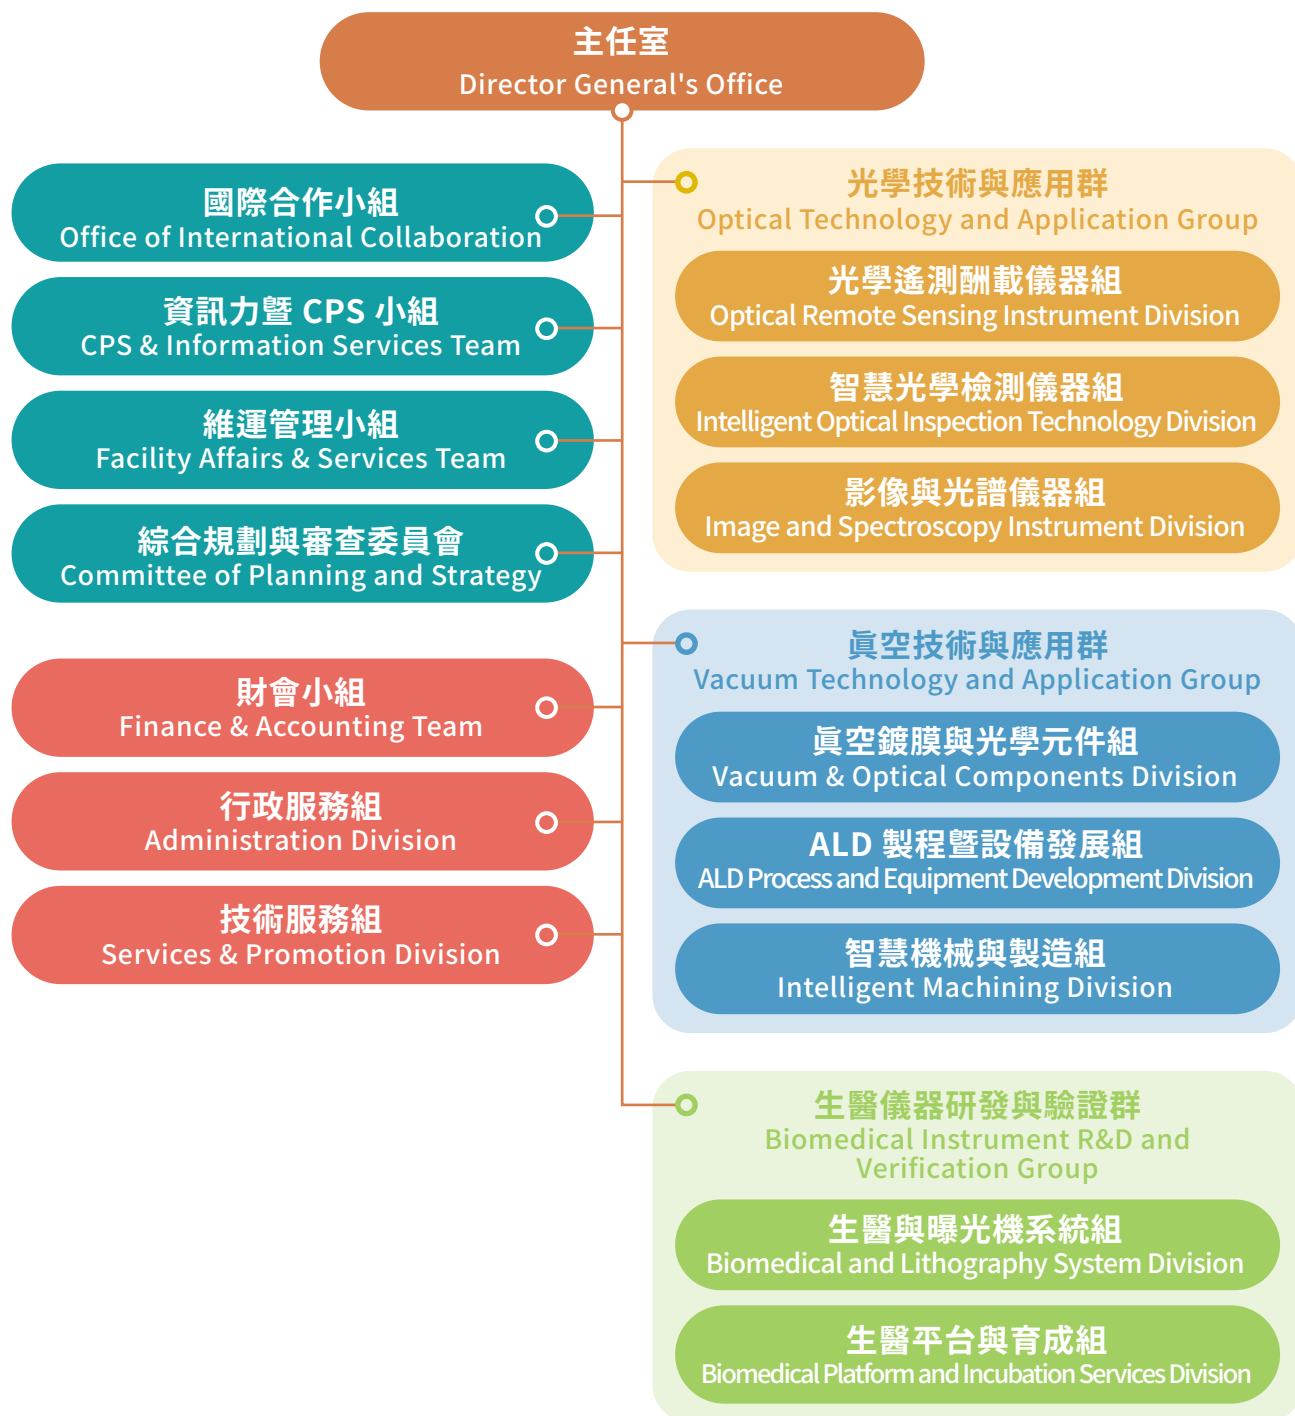 主任室
Director General's Office
國際合作小組
Office of International Collaboration
資訊力暨 CPS 小組
CPS & Information Services Team
維運管理小組
Facility Affairs & Services Team
綜合規劃與審查委員會
Committee of Planning and Strategy
財會小組
Finance & Accounting Team
行政服務組
Administration Division
技術服務組
Services & Promotion Division
光學技術與應用群
Optical Technology and Application Group
光學遙測酬載儀器組
Optical Remote Sensing Instrument Division
智慧光學檢測儀器組
Intelligent Optical Inspection Technology Division
影像與光譜儀器組
Image and Spectroscopy Instrument Division
眞空技術與應用群
Vacuum Technology and Application Group
眞空鍍膜與光學元件組
Vacuum & Optical Components Division
ALD 製程暨設備發展組
ALD Process and Equipment Development Division
智慧機械與製造組
Intelligent Machining Division
生醫儀器研發與驗證群
Biomedical Instrument R&D and
Verification Group
生醫與曝光機系統組
Biomedical and Lithography System Division
生醫平台與育成組
Biomedical Platform and Incubation Services Division